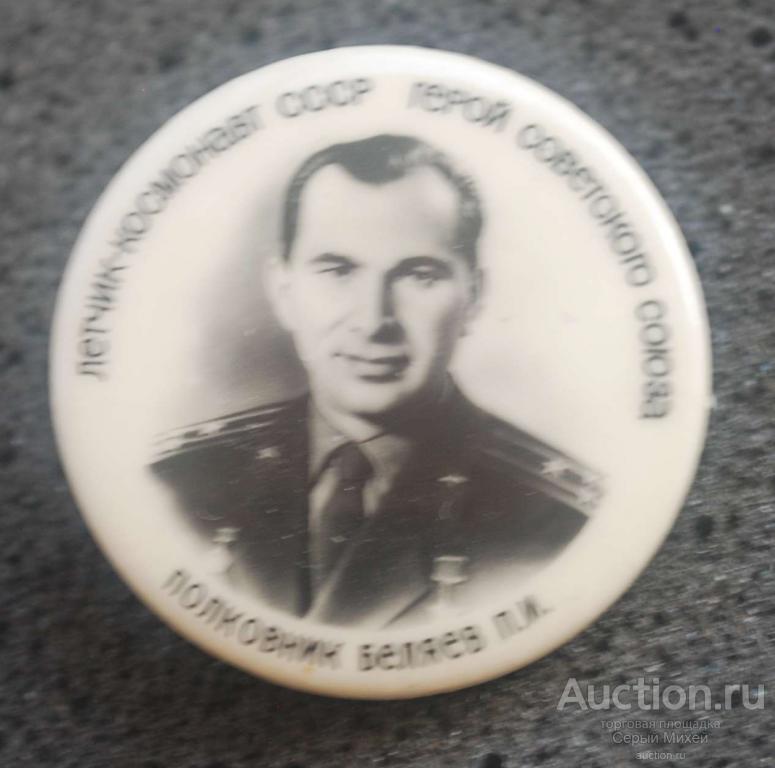 летчик-космонавт СССР герой советского союза
полковник беляев п.и.
Auction.ru
торговая площадка
Серый Михей
auction.ru